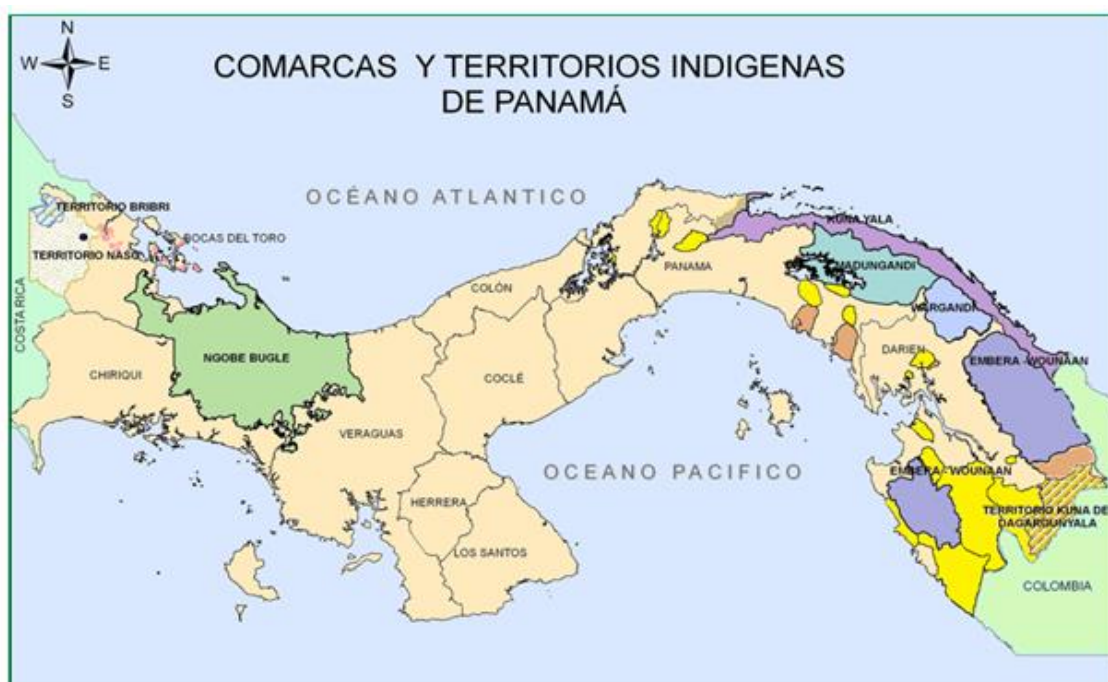 N
W E
S
COMARCAS Y TERRITORIOS INDIGENAS
DE PANAMÁ
OCÉANO ATLANTICO
TERRITORIO BRIBRI
TERRITORIO NASO
BOCAS DEL TORO
COSTA RICA
KUNA YALA
PANAMA
MADUNGANDI
COLÓN
WARGANDI
NGOBE BUGLE
CHIRIQUI
COCLÉ
DARIEN
EMBERA - WOUNAAN
VERAGUAS
OCEANO PACIFICO
EMBERA - WOUNAAN
HERRERA
TERRITORIO KUNA DE
DAGARGUNYALA
LOS SANTOS
COLOMBIA